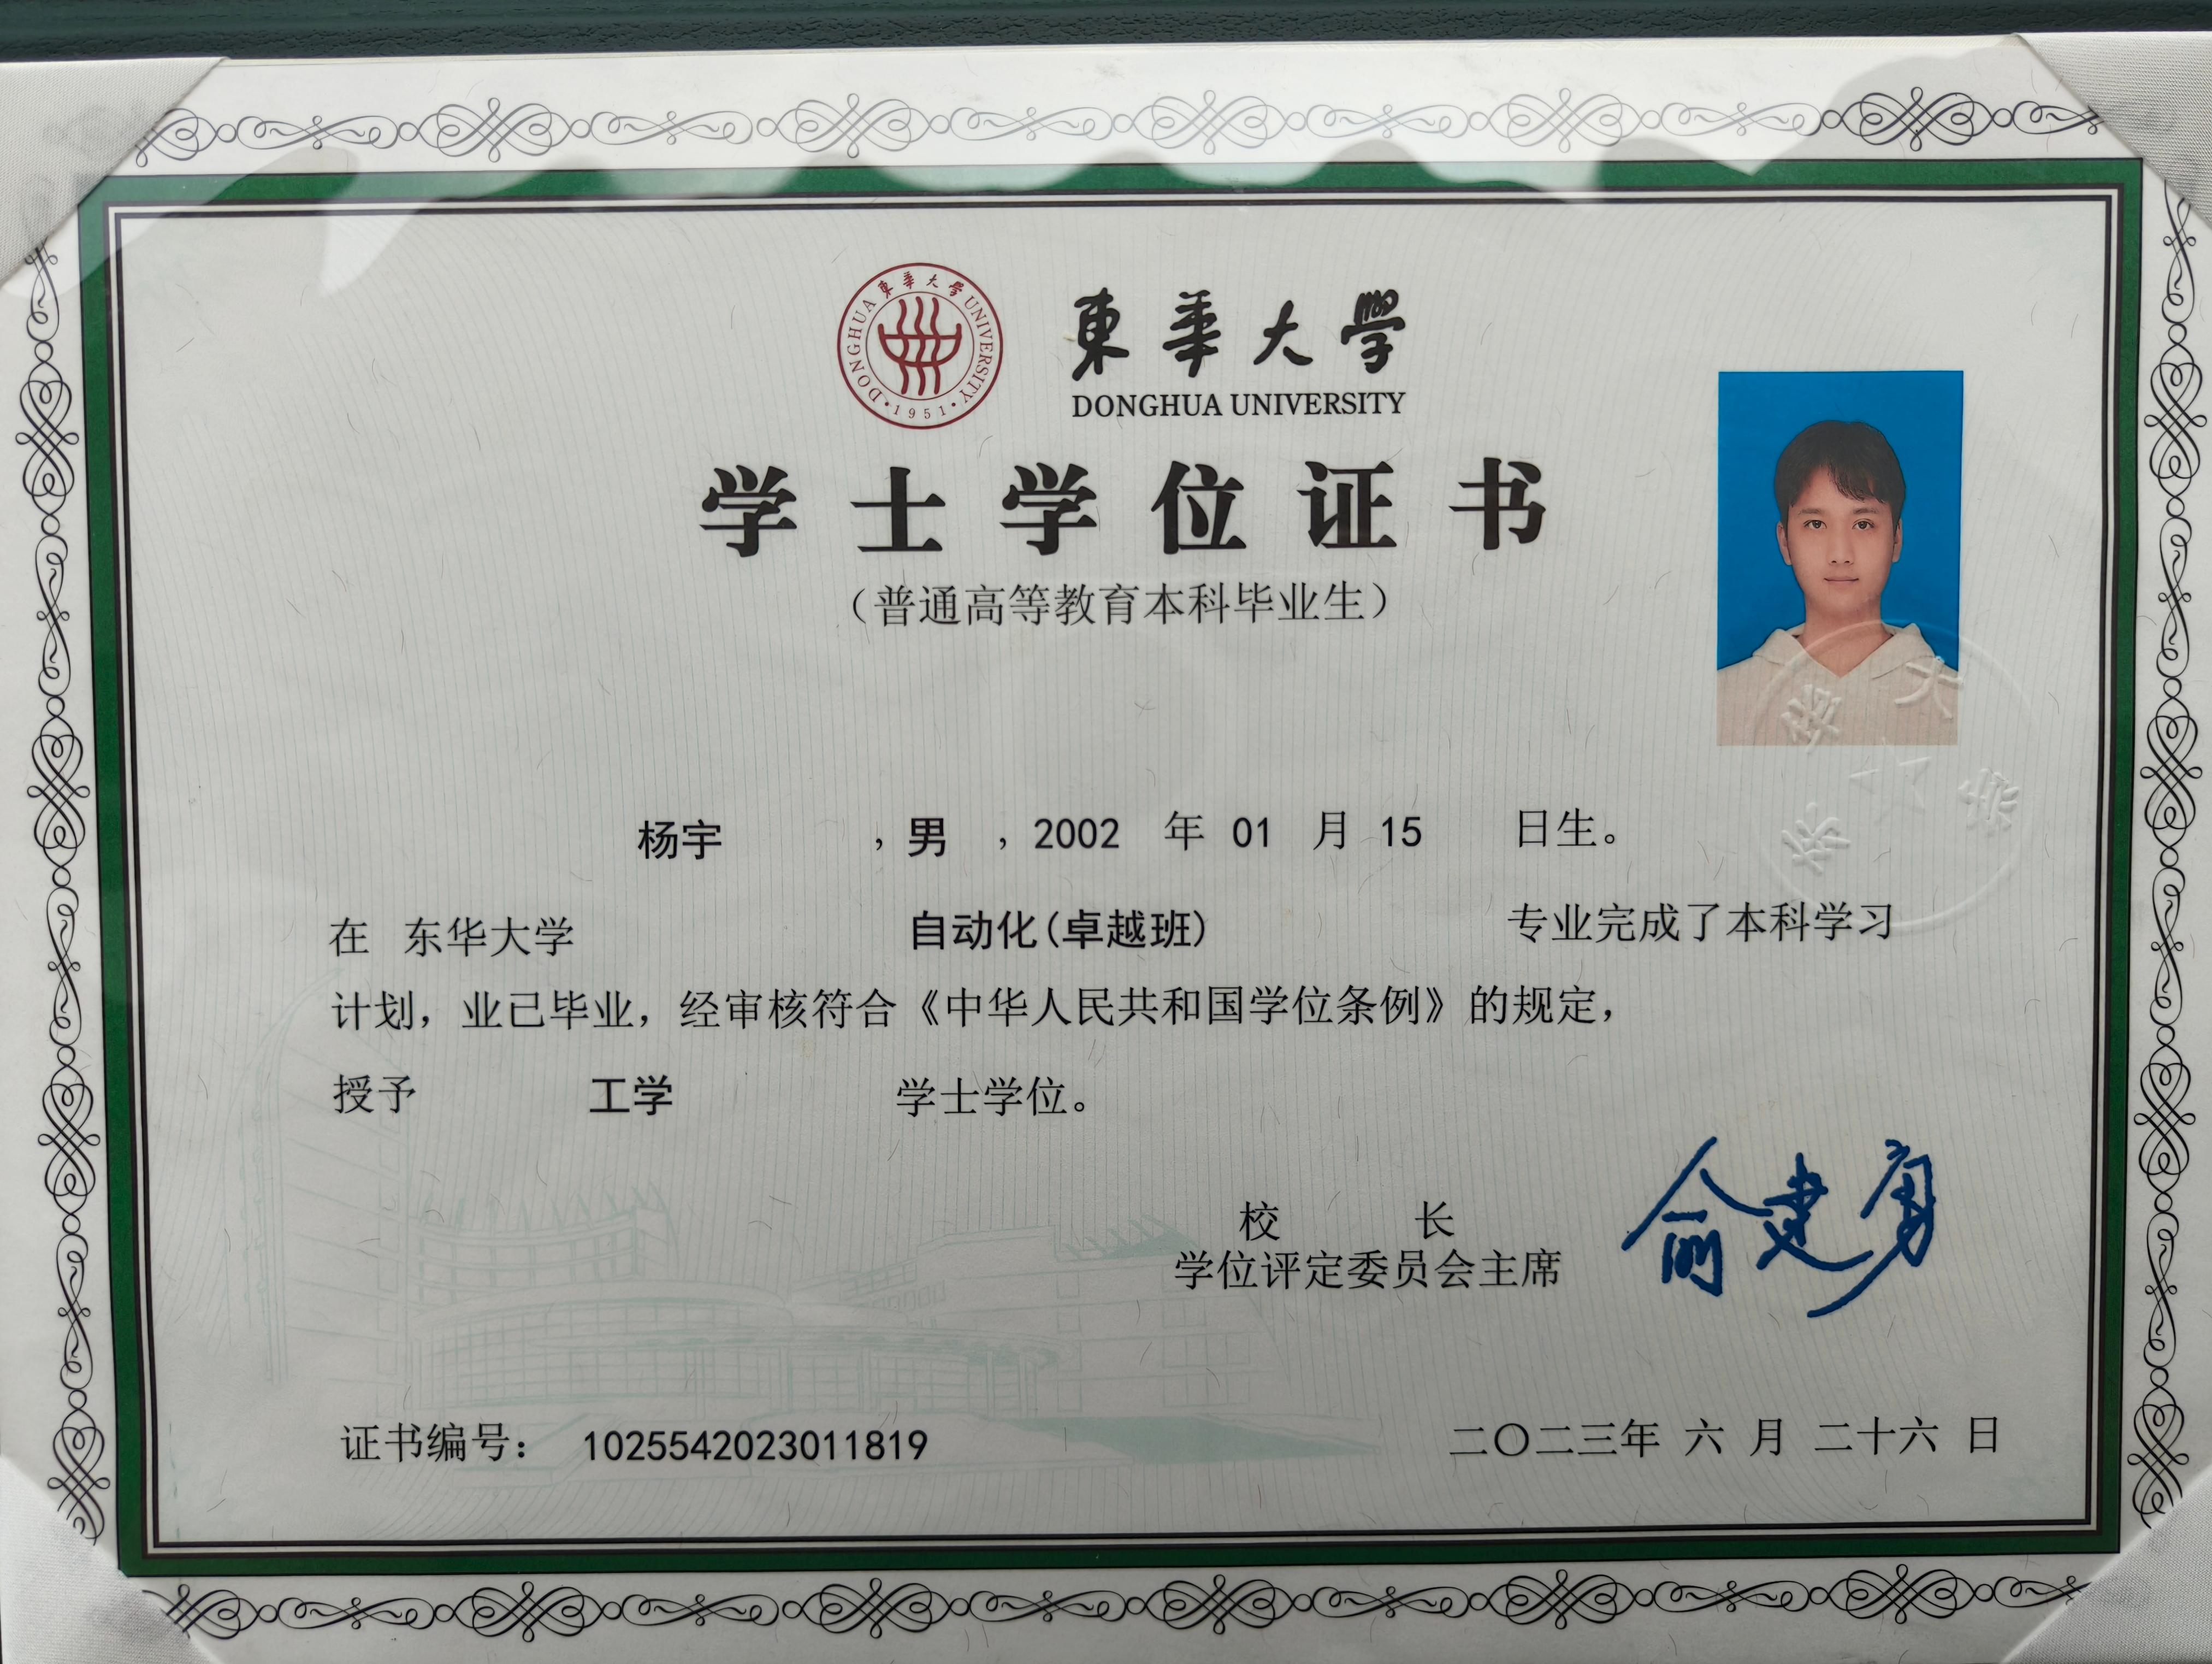 東華大學
DONGHUA UNIVERSITY
1951
東華大學
DONGHUA UNIVERSITY
学士学位证书
（普通高等教育本科毕业生）
杨宇，男，2002 年 01 月 15 日生。
在 东华大学 自动化(卓越班) 专业完成了本科学习
计划，业已毕业，经审核符合《中华人民共和国学位条例》的规定，
授予 工学 学士学位。
校 长
学位评定委员会主席
俞建勇
证书编号： 1025542023011819
二〇二三年 六 月 二十六 日